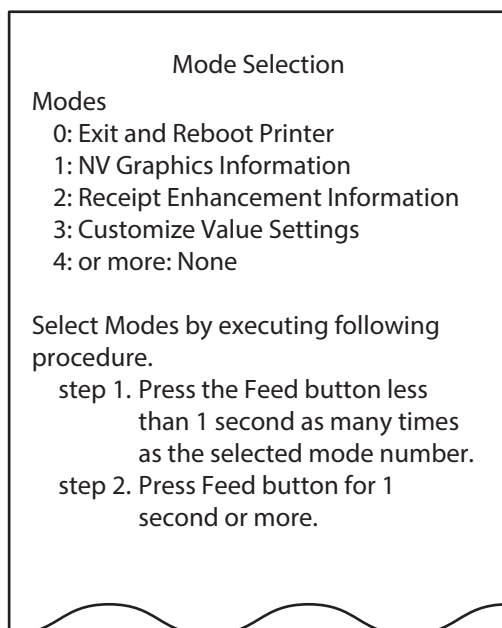 Mode Selection
Modes
0: Exit and Reboot Printer
1: NV Graphics Information
2: Receipt Enhancement Information
3: Customize Value Settings
4: or more: None
Select Modes by executing following
procedure.
step 1. Press the Feed button less
than 1 second as many times
as the selected mode number.
step 2. Press Feed button for 1
second or more.